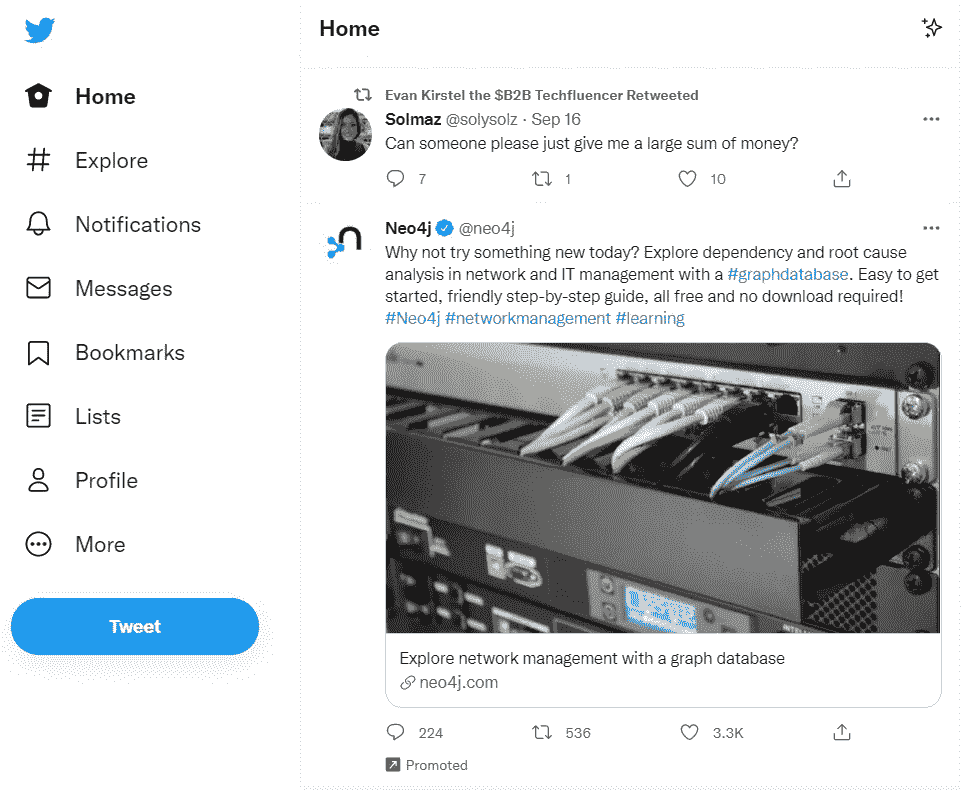 Home
Home
Explore
Notifications
Messages
Bookmarks
Lists
Profile
More
Tweet
Evan Kirstel the $B2B Techfluencer Retweeted
Solmaz @solysolz · Sep 16
Can someone please just give me a large sum of money?
7 1 10
Neo4j @neo4j
Why not try something new today? Explore dependency and root cause
analysis in network and IT management with a #graphdatabase. Easy to get
started, friendly step-by-step guide, all free and no download required!
#Neo4j #networkmanagement #learning
Explore network management with a graph database
neo4j.com
224 536 3.3K
Promoted